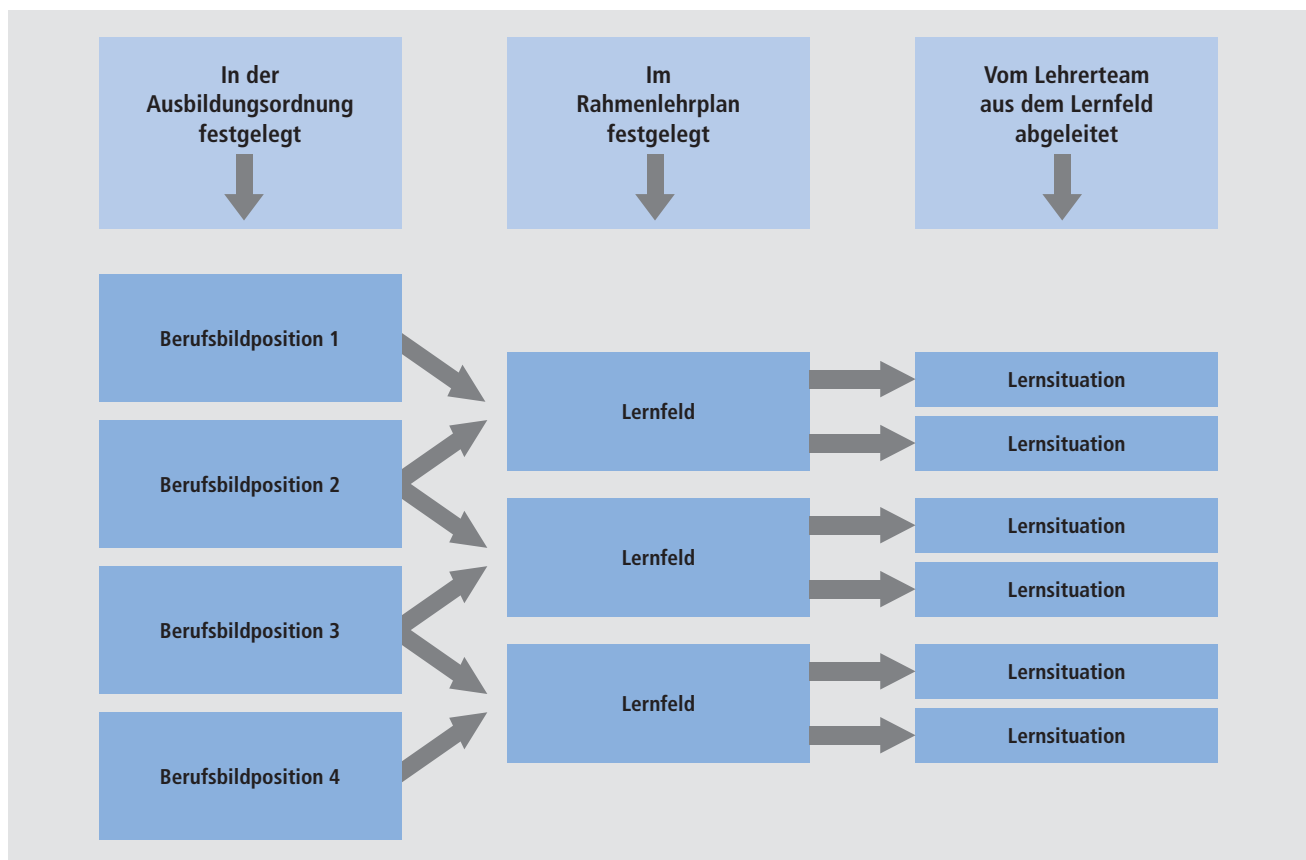 In der
Ausbildungsordnung
festgelegt
Im
Rahmenlehrplan
festgelegt
Vom Lehrerteam
aus dem Lernfeld
abgeleitet
Berufsbildposition 1
Berufsbildposition 2
Berufsbildposition 3
Berufsbildposition 4
Lernfeld
Lernfeld
Lernfeld
Lernsituation
Lernsituation
Lernsituation
Lernsituation
Lernsituation
Lernsituation